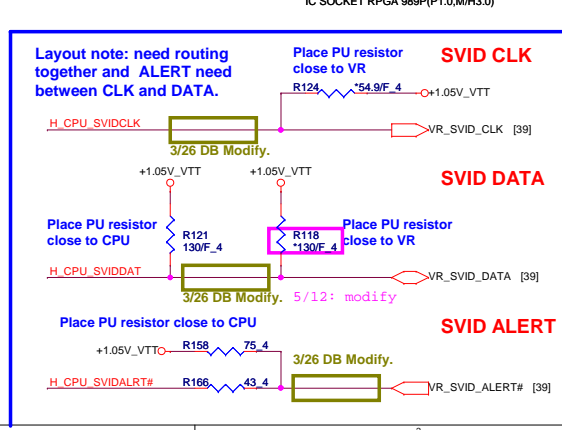 IC SOCKET RPGA 989P(P1.0,M/H3.0)
Layout note: need routing
together and ALERT need
between CLK and DATA.
Place PU resistor
close to VR
SVID CLK
R124
*54.9/F_4
+1.05V_VTT
H_CPU_SVIDCLK
VR_SVID_CLK [39]
3/26 DB Modify.
+1.05V_VTT
+1.05V_VTT
SVID DATA
Place PU resistor
close to CPU
R121
130/F_4
R118
*130/F_4
Place PU resistor
close to VR
H_CPU_SVIDDAT
VR_SVID_DATA [39]
3/26 DB Modify.
5/12: modify
Place PU resistor close to CPU
SVID ALERT
+1.05V_VTT
R158
75_4
3/26 DB Modify.
H_CPU_SVIDALRT#
R166
43_4
VR_SVID_ALERT# [39]